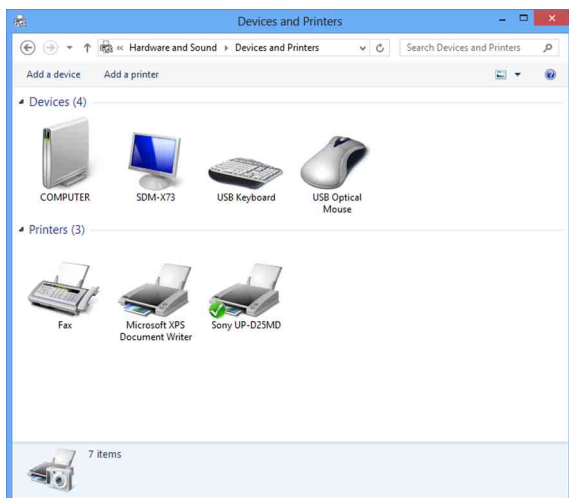 Devices and Printers
« Hardware and Sound Devices and Printers
Search Devices and Printers
Add a device Add a printer
Devices (4)
COMPUTER SDM-X73 USB Keyboard USB Optical
Mouse
Printers (3)
Fax Microsoft XPS Sony UP-D25MD
Document Writer
7 items